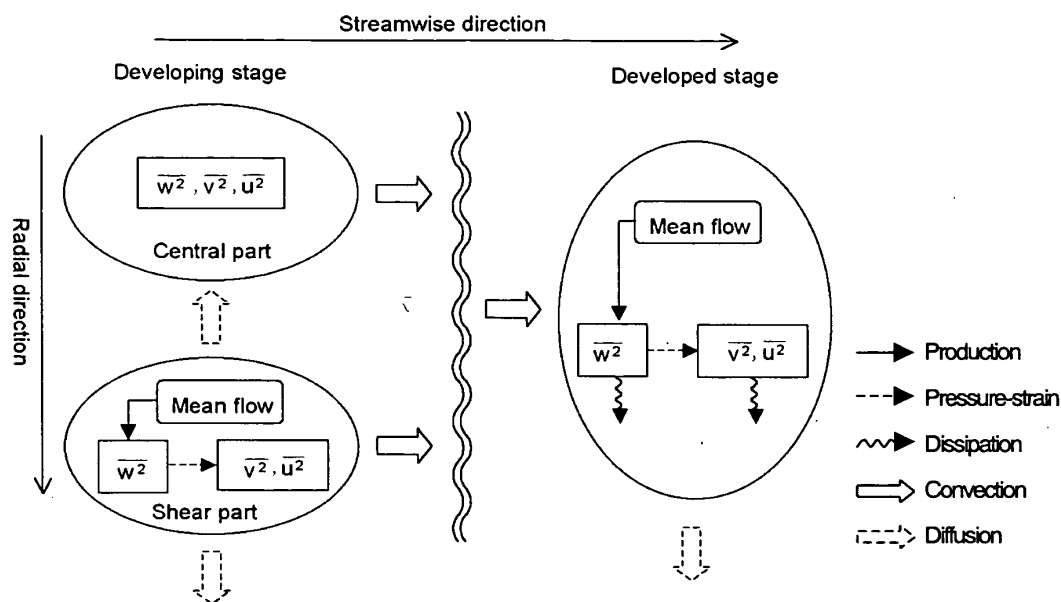 Streamwise direction
Developing stage
Developed stage
Radial direction
w², v², u²
Central part
Mean flow
w²
v², u²
Shear part
Mean flow
w²
v², u²
Production
Pressure-strain
Dissipation
Convection
Diffusion